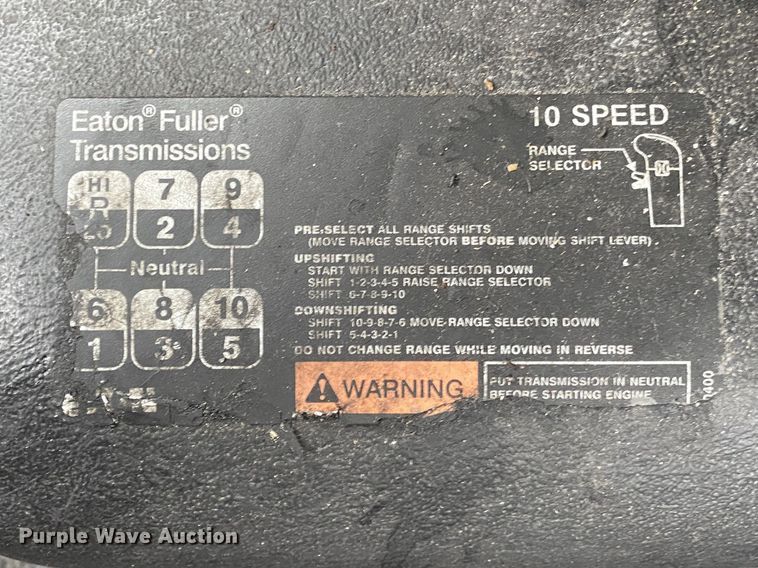 Eaton® Fuller® Transmissions
10 SPEED
RANGE SELECTOR
HI R
7
9
2
4
Neutral
6
8
10
1
3
5
PRE-SELECT ALL RANGE SHIFTS
(MOVE RANGE SELECTOR BEFORE MOVING SHIFT LEVER).
UPSHIFTING
START WITH RANGE SELECTOR DOWN
SHIFT 1-2-3-4-5 RAISE RANGE SELECTOR
SHIFT 6-7-8-9-10
DOWNSHIFTING
SHIFT 10-9-8-7-6 MOVE RANGE SELECTOR DOWN
SHIFT 5-4-3-2-1
DO NOT CHANGE RANGE WHILE MOVING IN REVERSE
WARNING
PUT TRANSMISSION IN NEUTRAL
BEFORE STARTING ENGINE
Purple Wave Auction